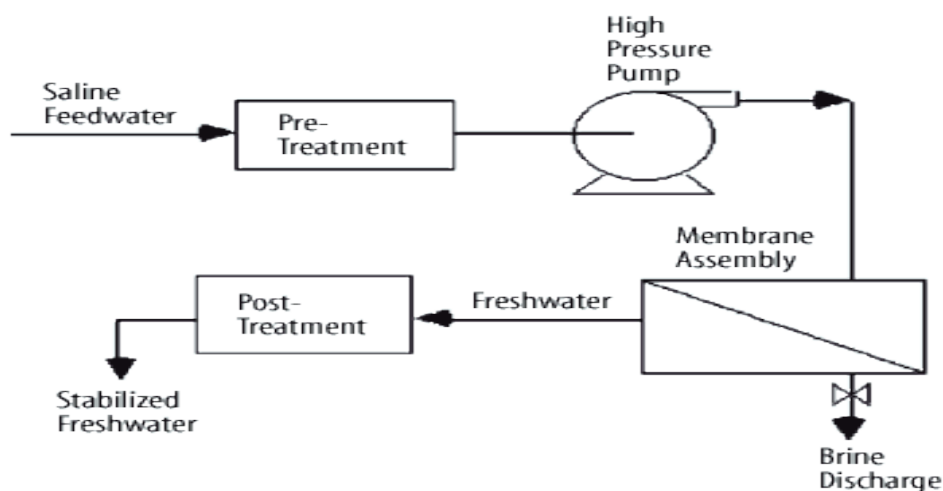 High
Pressure
Pump
Saline
Feedwater
Pre-
Treatment
Membrane
Assembly
Freshwater
Post-
Treatment
Stabilized
Freshwater
Brine
Discharge